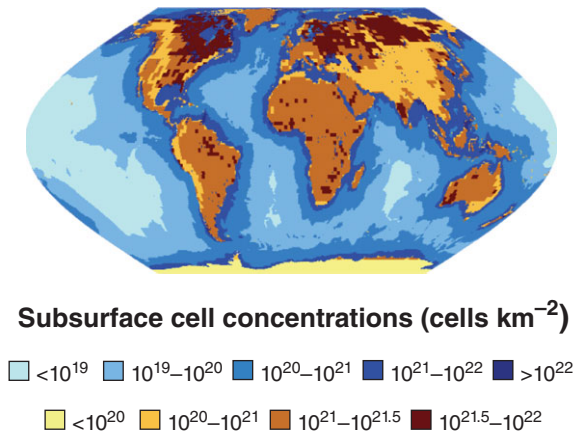 Subsurface cell concentrations (cells km⁻²)
<10¹⁹ 10¹⁹–10²⁰ 10²⁰–10²¹ 10²¹–10²² >10²²
<10²⁰ 10²⁰–10²¹ 10²¹–10²¹·⁵ 10²¹·⁵–10²²